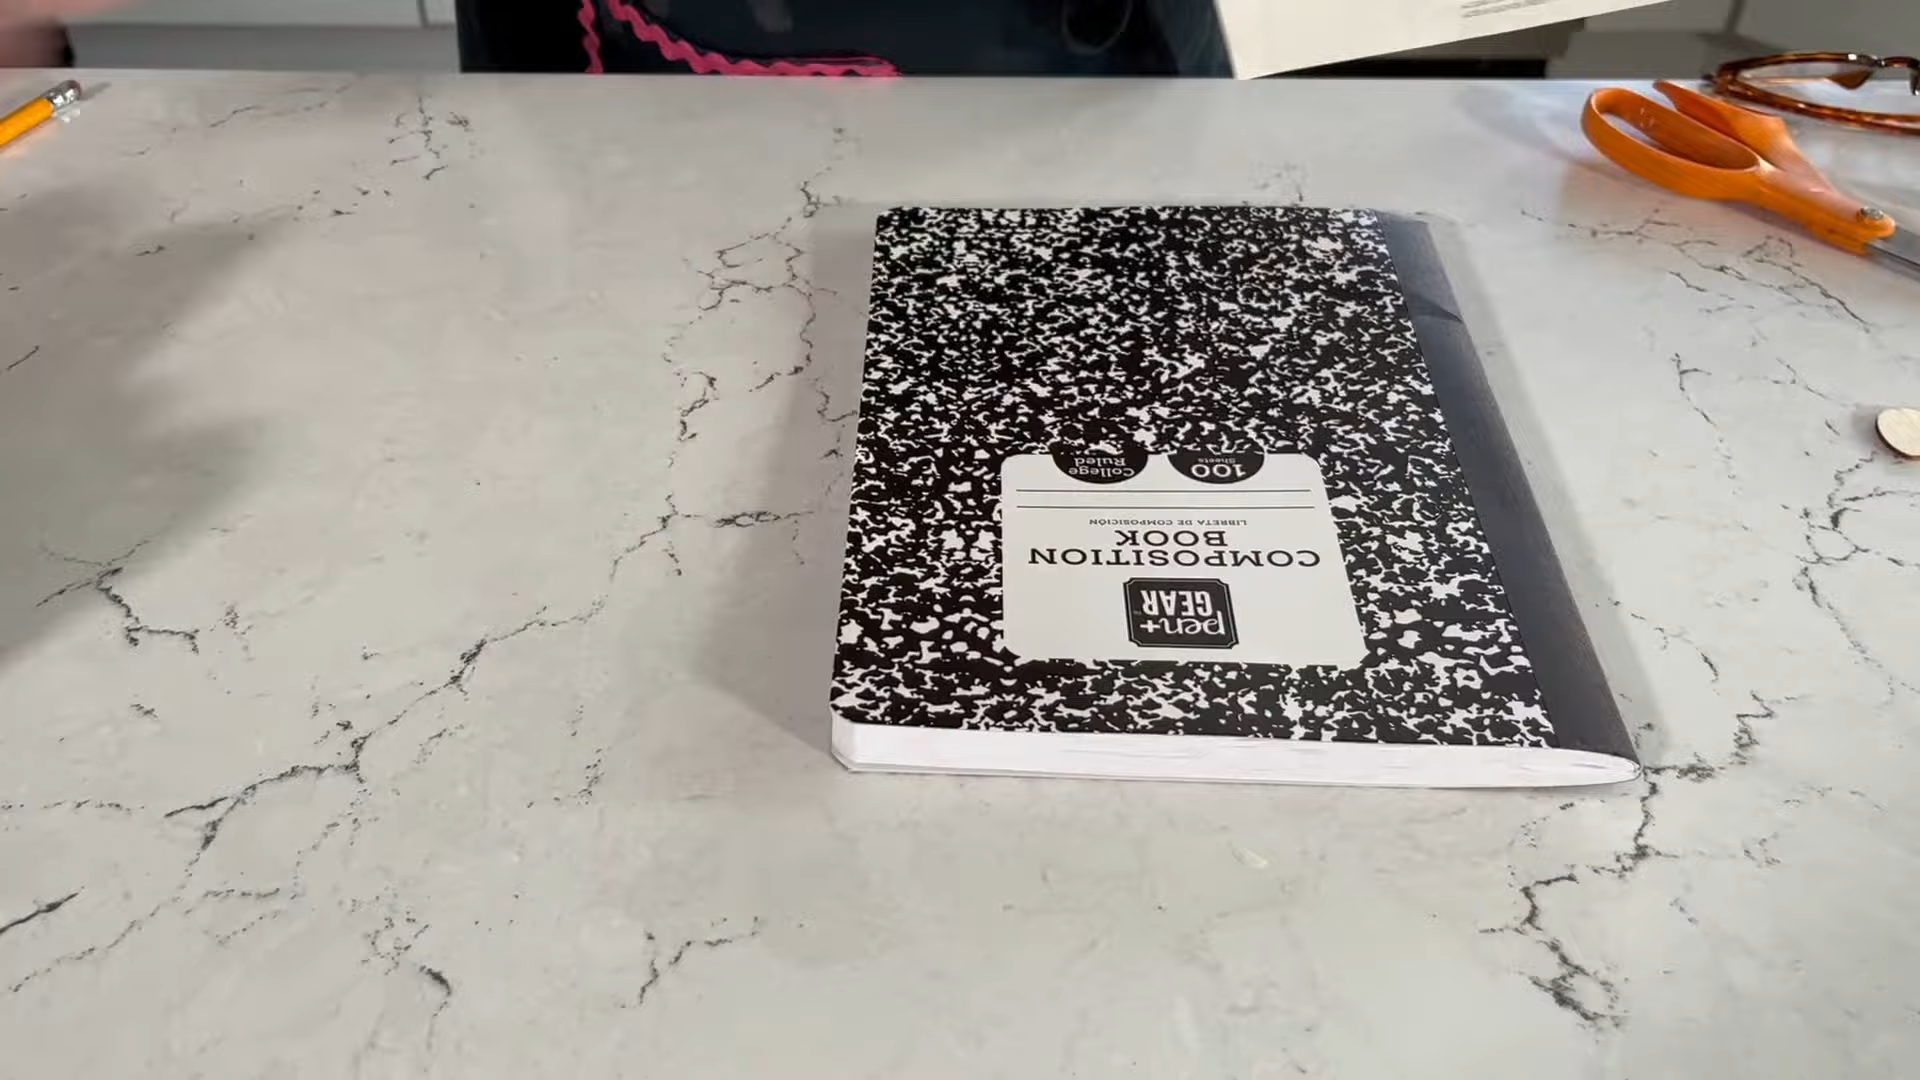 pen+
GEAR
COMPOSITION
BOOK
LIBRETA DE COMPOSICIÓN
100
Sheets
College
Ruled